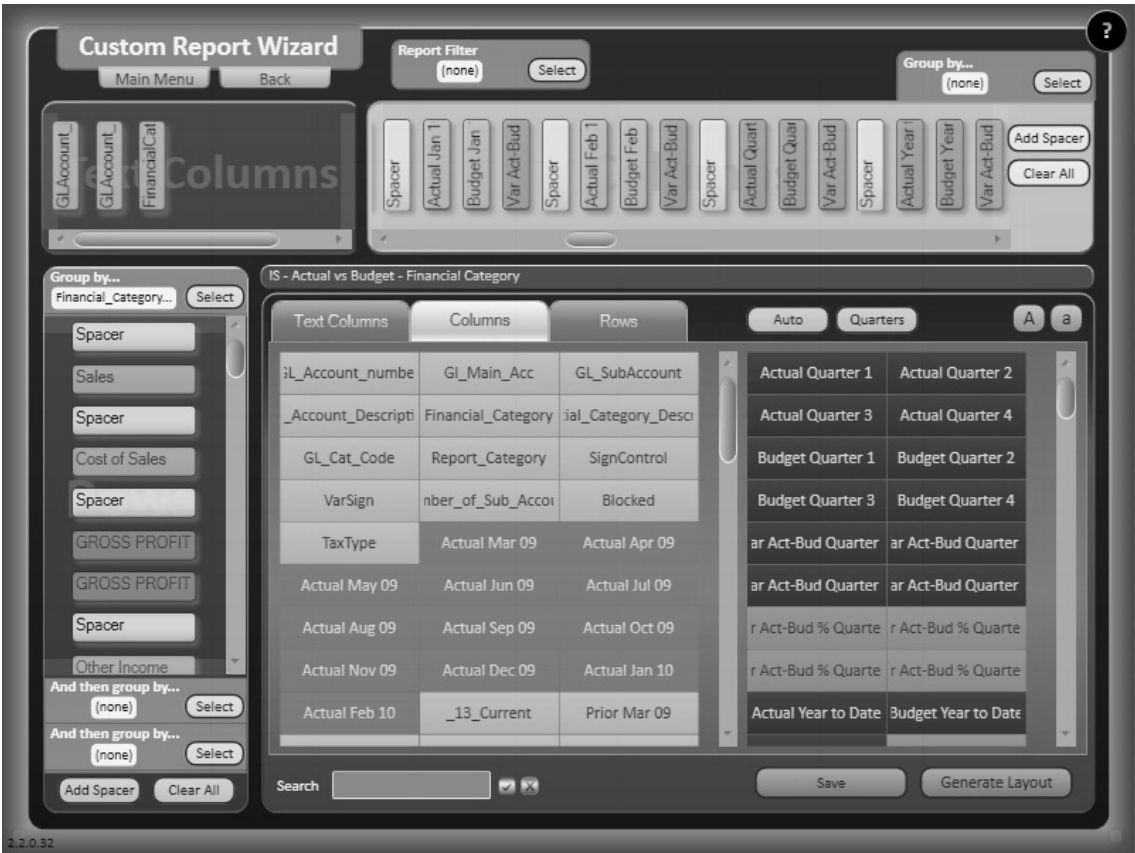 Custom Report Wizard
Main Menu
Back
Report Filter
(none)
Select
?
Group by...
(none)
Select
GLAccount_
GLAccount_
FinancialCat
Text Columns
Spacer
Actual Jan 1
Budget Jan
Var Act-Bud
Spacer
Actual Feb 1
Budget Feb
Var Act-Bud
Spacer
Actual Quart
Budget Quar
Var Act-Bud
Spacer
Actual Year
Budget Year
Var Act-Bud
Add Spacer
Clear All
Group by...
Financial_Category...
Select
Spacer
Sales
Spacer
Cost of Sales
Spacer
GROSS PROFIT
GROSS PROFIT
Spacer
Other Income
And then group by...
(none)
Select
And then group by...
(none)
Select
Add Spacer
Clear All
IS - Actual vs Budget - Financial Category
Text Columns
Columns
Rows
Auto
Quarters
A
a
GL_Account_numbe
Gl_Main_Acc
GL_SubAccount
_Account_Descripti
Financial_Category
ial_Category_Descr
GL_Cat_Code
Report_Category
SignControl
VarSign
nber_of_Sub_Accou
Blocked
TaxType
Actual Mar 09
Actual Apr 09
Actual May 09
Actual Jun 09
Actual Jul 09
Actual Aug 09
Actual Sep 09
Actual Oct 09
Actual Nov 09
Actual Dec 09
Actual Jan 10
Actual Feb 10
_13_Current
Prior Mar 09
Actual Quarter 1
Actual Quarter 2
Actual Quarter 3
Actual Quarter 4
Budget Quarter 1
Budget Quarter 2
Budget Quarter 3
Budget Quarter 4
ar Act-Bud Quarter
ar Act-Bud Quarter
ar Act-Bud Quarter
ar Act-Bud Quarter
r Act-Bud % Quarte
r Act-Bud % Quarte
r Act-Bud % Quarte
r Act-Bud % Quarte
Actual Year to Date
Budget Year to Date
Search
Save
Generate Layout
2.2.0.32